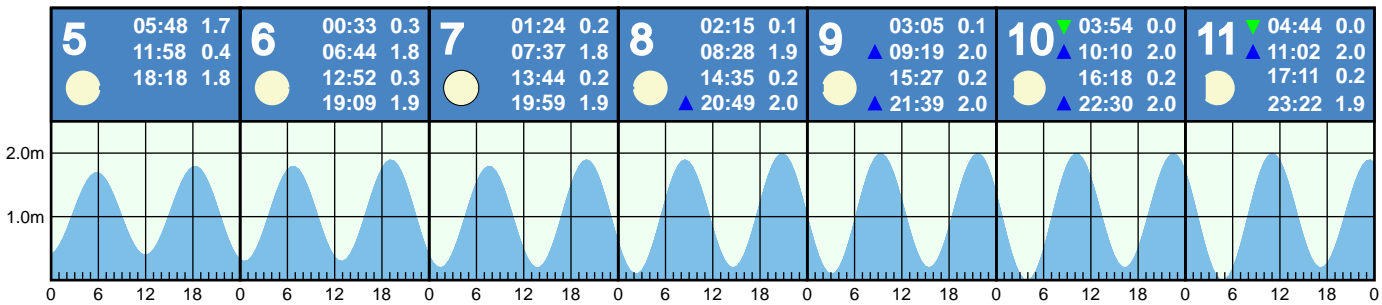 5 05:48 1.7
11:58 0.4
18:18 1.8
6 00:33 0.3
06:44 1.8
12:52 0.3
19:09 1.9
7 01:24 0.2
07:37 1.8
13:44 0.2
19:59 1.9
8 02:15 0.1
08:28 1.9
14:35 0.2
▲ 20:49 2.0
9 03:05 0.1
▲ 09:19 2.0
15:27 0.2
▲ 21:39 2.0
10 ▼ 03:54 0.0
▲ 10:10 2.0
16:18 0.2
▲ 22:30 2.0
11 ▼ 04:44 0.0
▲ 11:02 2.0
17:11 0.2
23:22 1.9
2.0m
1.0m
0 6 12 18 0 6 12 18 0 6 12 18 0 6 12 18 0 6 12 18 0 6 12 18 0 6 12 18 0